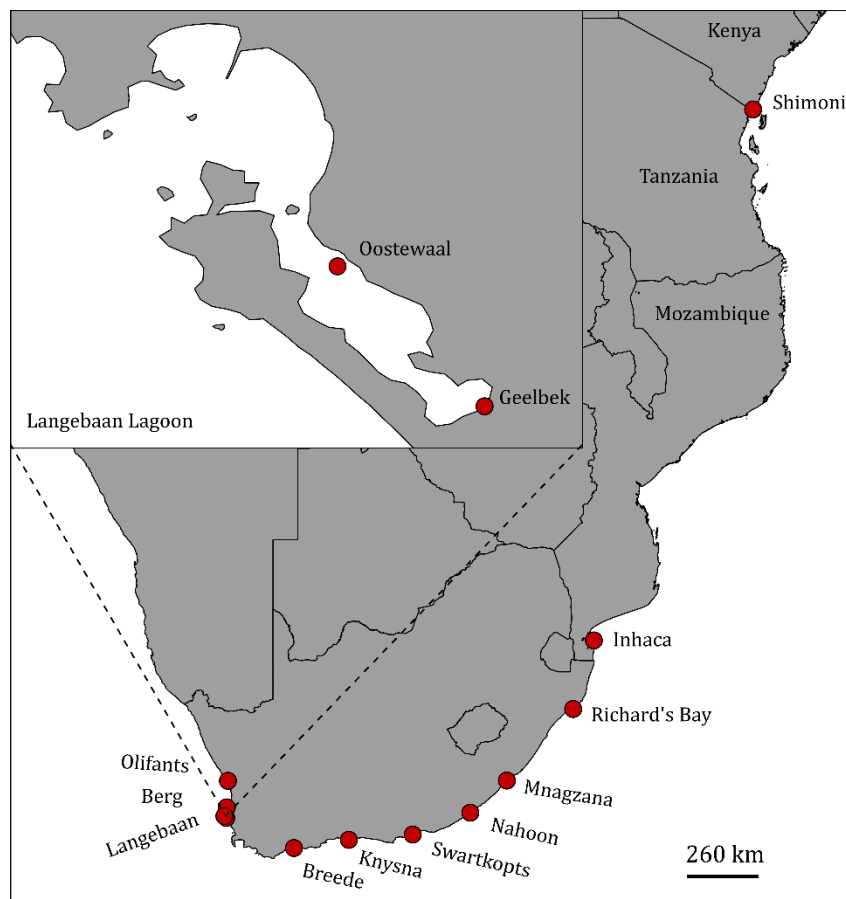 Kenya
Shimoni
Tanzania
Oostewaal
Mozambique
Geelbek
Langebaan Lagoon
Inhaca
Richard's Bay
Olifants
Mnagzana
Berg
Nahoon
Langebaan
Swartkopts
Knysna
Breede
260 km